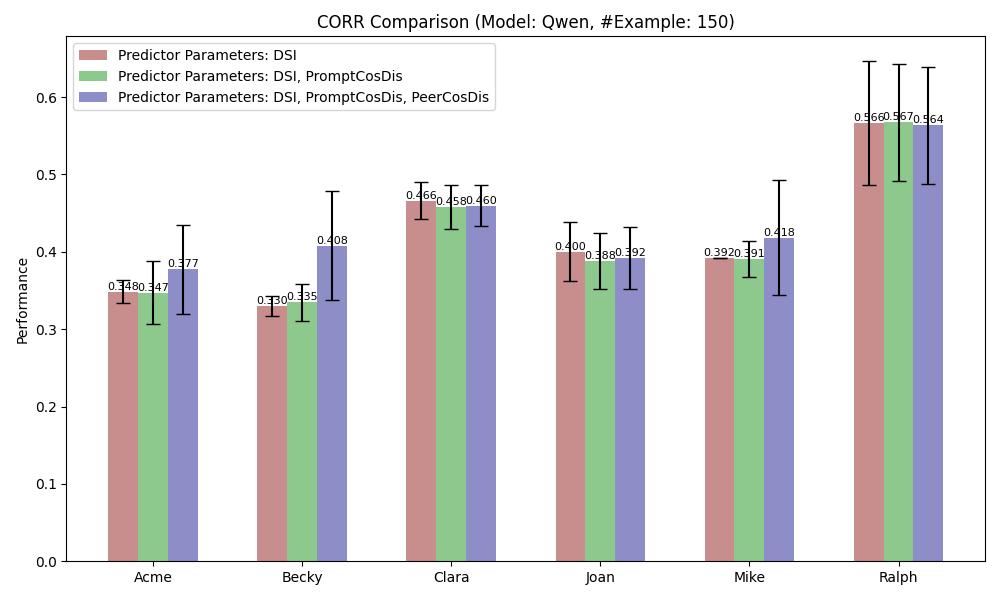 CORR Comparison (Model: Qwen, #Example: 150)
Predictor Parameters: DSI
Predictor Parameters: DSI, PromptCosDis
Predictor Parameters: DSI, PromptCosDis, PeerCosDis
Performance
0.6
0.5
0.4
0.3
0.2
0.1
0.0
0.348 0.347 0.377
0.330 0.335 0.408
0.466 0.458 0.460
0.400 0.388 0.392
0.392 0.391 0.418
0.566 0.567 0.564
Acme Becky Clara Joan Mike Ralph